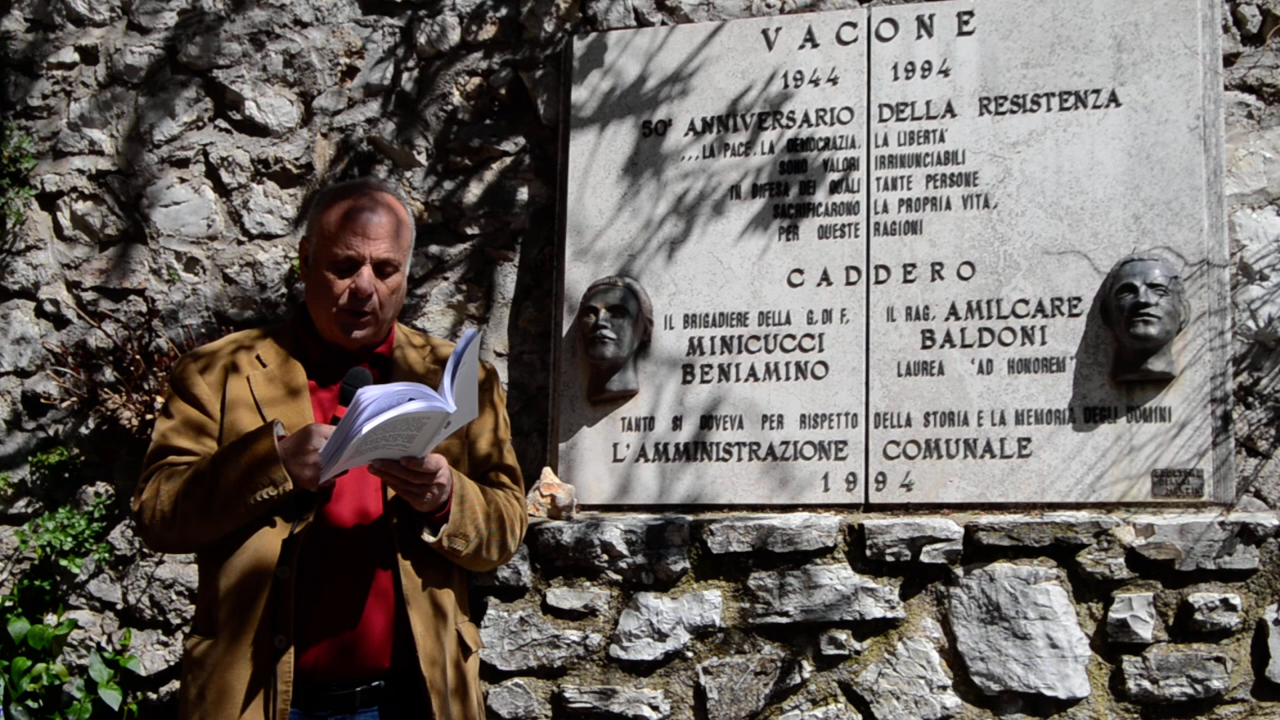 VACONE
1944 1994
50° ANNIVERSARIO DELLA RESISTENZA
...LA PACE, LA DEMOCRAZIA, LA LIBERTA'
SONO VALORI IRRINUNCIABILI
IN DIFESA DEI QUALI TANTE PERSONE
SACRIFICARONO LA PROPRIA VITA,
PER QUESTE RAGIONI
CADDERO
IL BRIGADIERE DELLA G. DI F.
MINICUCCI
BENIAMINO
IL RAG. AMILCARE
BALDONI
LAUREA "AD HONOREM"
TANTO SI DOVEVA PER RISPETTO DELLA STORIA E LA MEMORIA DEGLI UOMINI
L'AMMINISTRAZIONE COMUNALE
1994